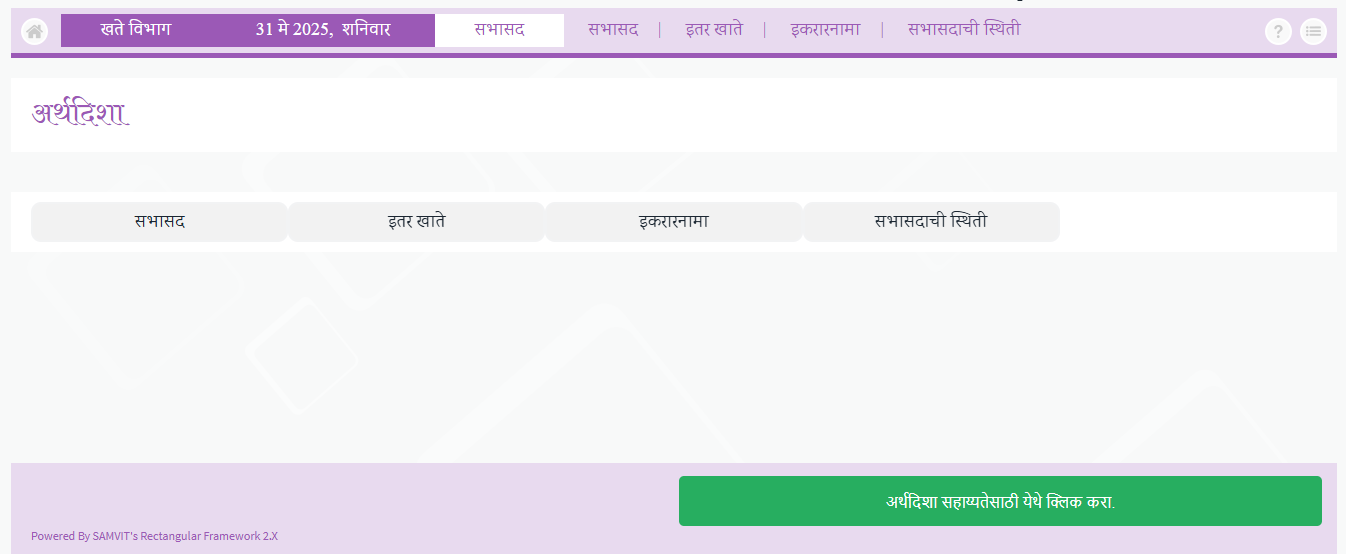 खते विभाग 31 मे 2025, शनिवार सभासद सभासद | इतर खाते | इकरारनामा | सभासदाची स्थिती ?
अर्थदिशा
सभासद इतर खाते इकरारनामा सभासदाची स्थिती
अर्थदिशा सहाय्यतेसाठी येथे क्लिक करा.
Powered By SAMVIT's Rectangular Framework 2.X